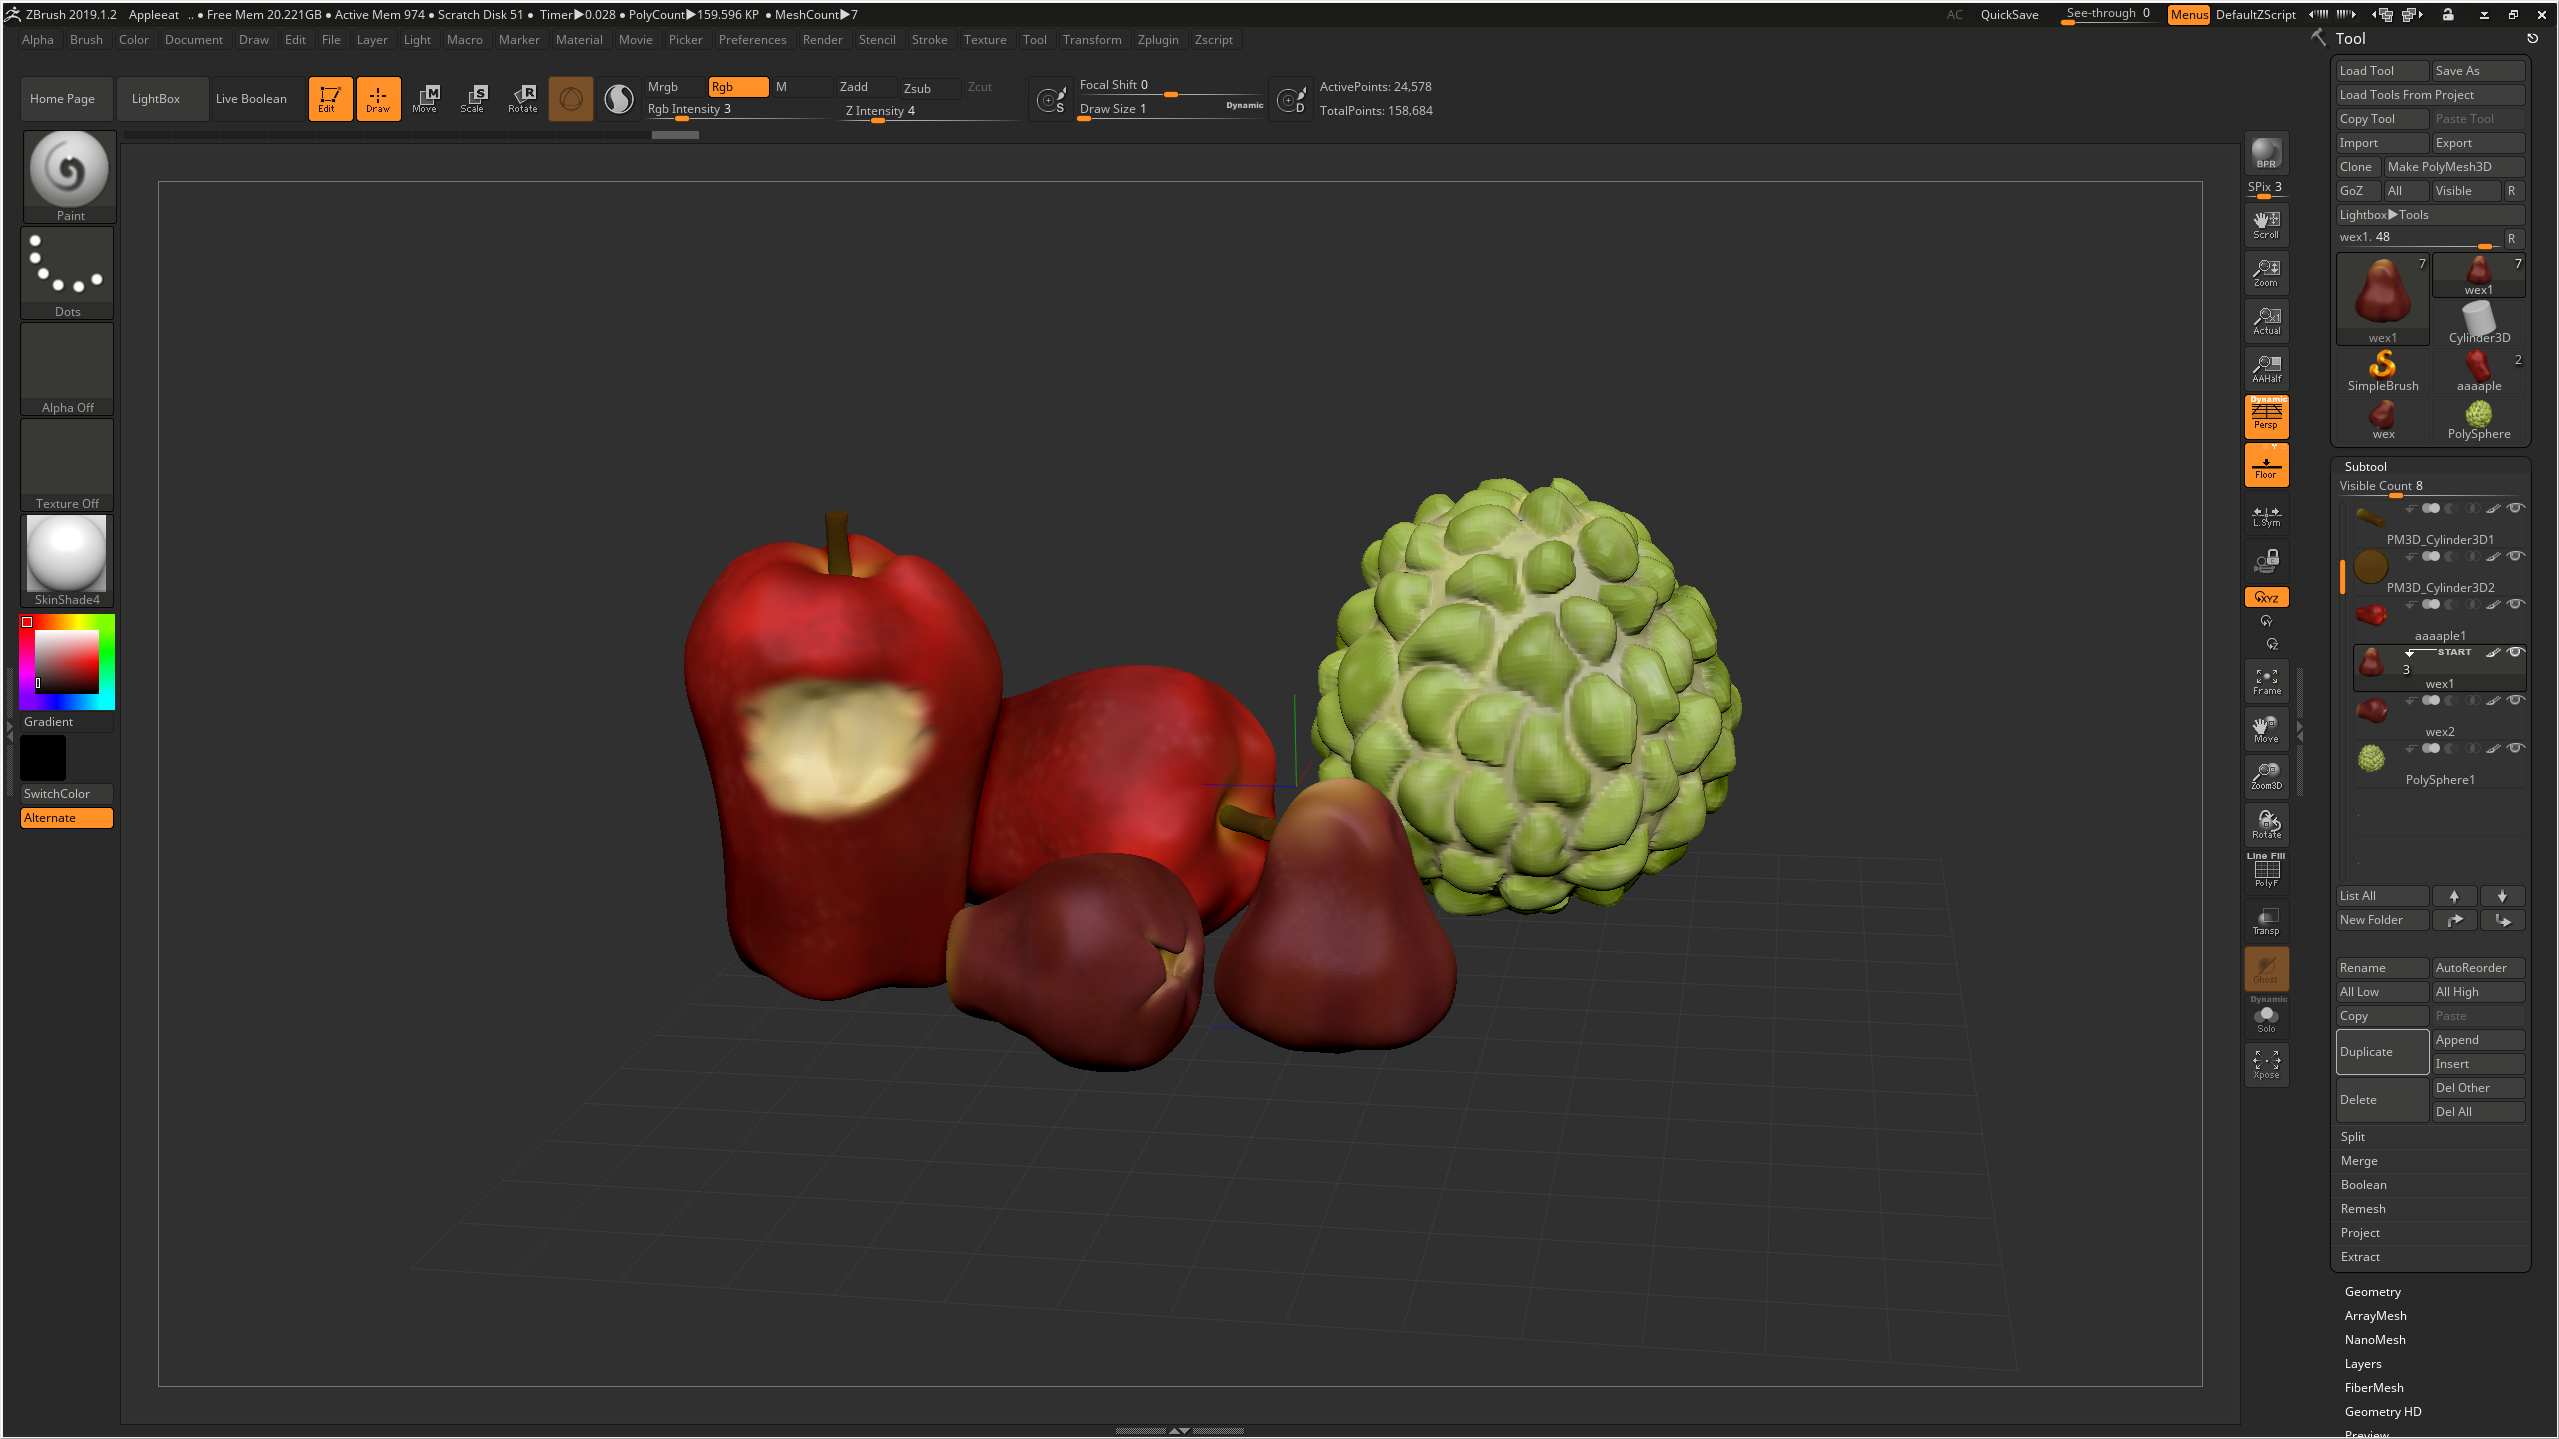 ZBrush 2019.1.2 Appleeat .. • Free Mem 20.221GB • Active Mem 974 • Scratch Disk 51 • Timer▶0.028 • PolyCount▶159.596 KP • MeshCount▶7 AC QuickSave See-through 0 Menus DefaultZScript
Alpha Brush Color Document Draw Edit File Layer Light Macro Marker Material Movie Picker Preferences Render Stencil Stroke Texture Tool Transform Zplugin Zscript
Tool
Load Tool Save As
Load Tools From Project
Copy Tool Paste Tool
Import Export
Clone Make PolyMesh3D
GoZ All Visible R
Lightbox▶Tools
wex1. 48 R
7 7
wex1
wex1 Cylinder3D
2
SimpleBrush aaaaple
wex PolySphere
Home Page LightBox Live Boolean Edit Draw Move Scale Rotate
M S R
Mrgb Rgb M
Rgb Intensity 3
Zadd Zsub Zcut
Z Intensity 4
S
Focal Shift 0
Draw Size 1 Dynamic
D
ActivePoints: 24,578
TotalPoints: 158,684
Paint
Dots
Alpha Off
Texture Off
SkinShade4
Gradient
SwitchColor
Alternate
BPR
SPix 3
Scroll
Zoom
Actual
AAHalf
Dynamic
Persp
Floor
L.Sym
XYZ
Frame
Move
Zoom3D
Rotate
Line Fill
PolyF
Transp
Ghost
Dynamic
Solo
Xpose
Subtool
Visible Count 8
PM3D_Cylinder3D1
PM3D_Cylinder3D2
aaaaple1
START
3
wex1
wex2
PolySphere1
List All
New Folder
Rename AutoReorder
All Low All High
Copy Paste
Duplicate Append
Insert
Delete Del Other
Del All
Split
Merge
Boolean
Remesh
Project
Extract
Geometry
ArrayMesh
NanoMesh
Layers
FiberMesh
Geometry HD
Preview